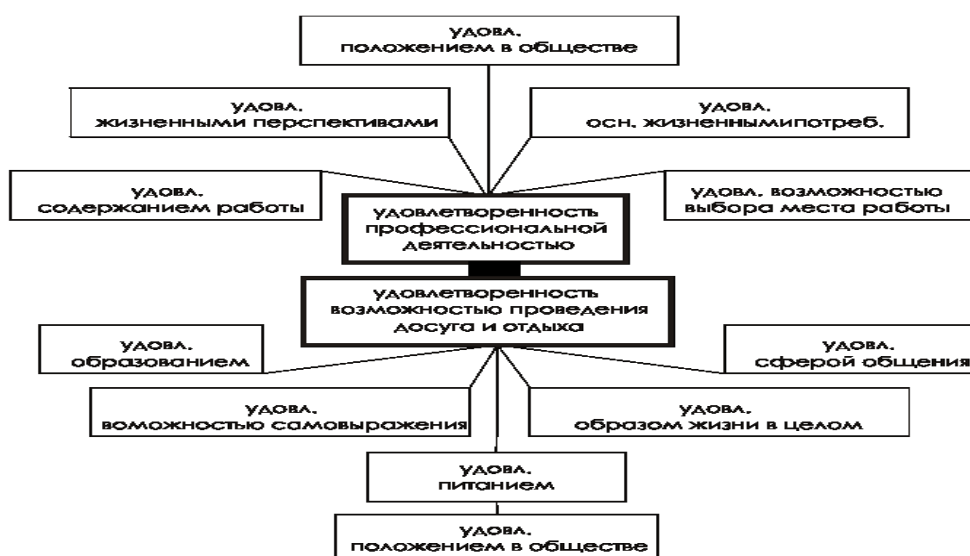 удовл.
положением в обществе
удовл.
жизненными перспективами
удовл.
осн. жизненнымипотреб.
удовл.
содержанием работы
удовл. возможностью
выбора места работы
удовлетворенность
профессиональной
деятельностью
удовлетворенность
возможностью проведения
досуга и отдыха
удовл.
образованием
удовл.
сферой общения
удовл.
воможностью самовыражения
удовл.
образом жизни в целом
удовл.
питанием
удовл.
положением в обществе